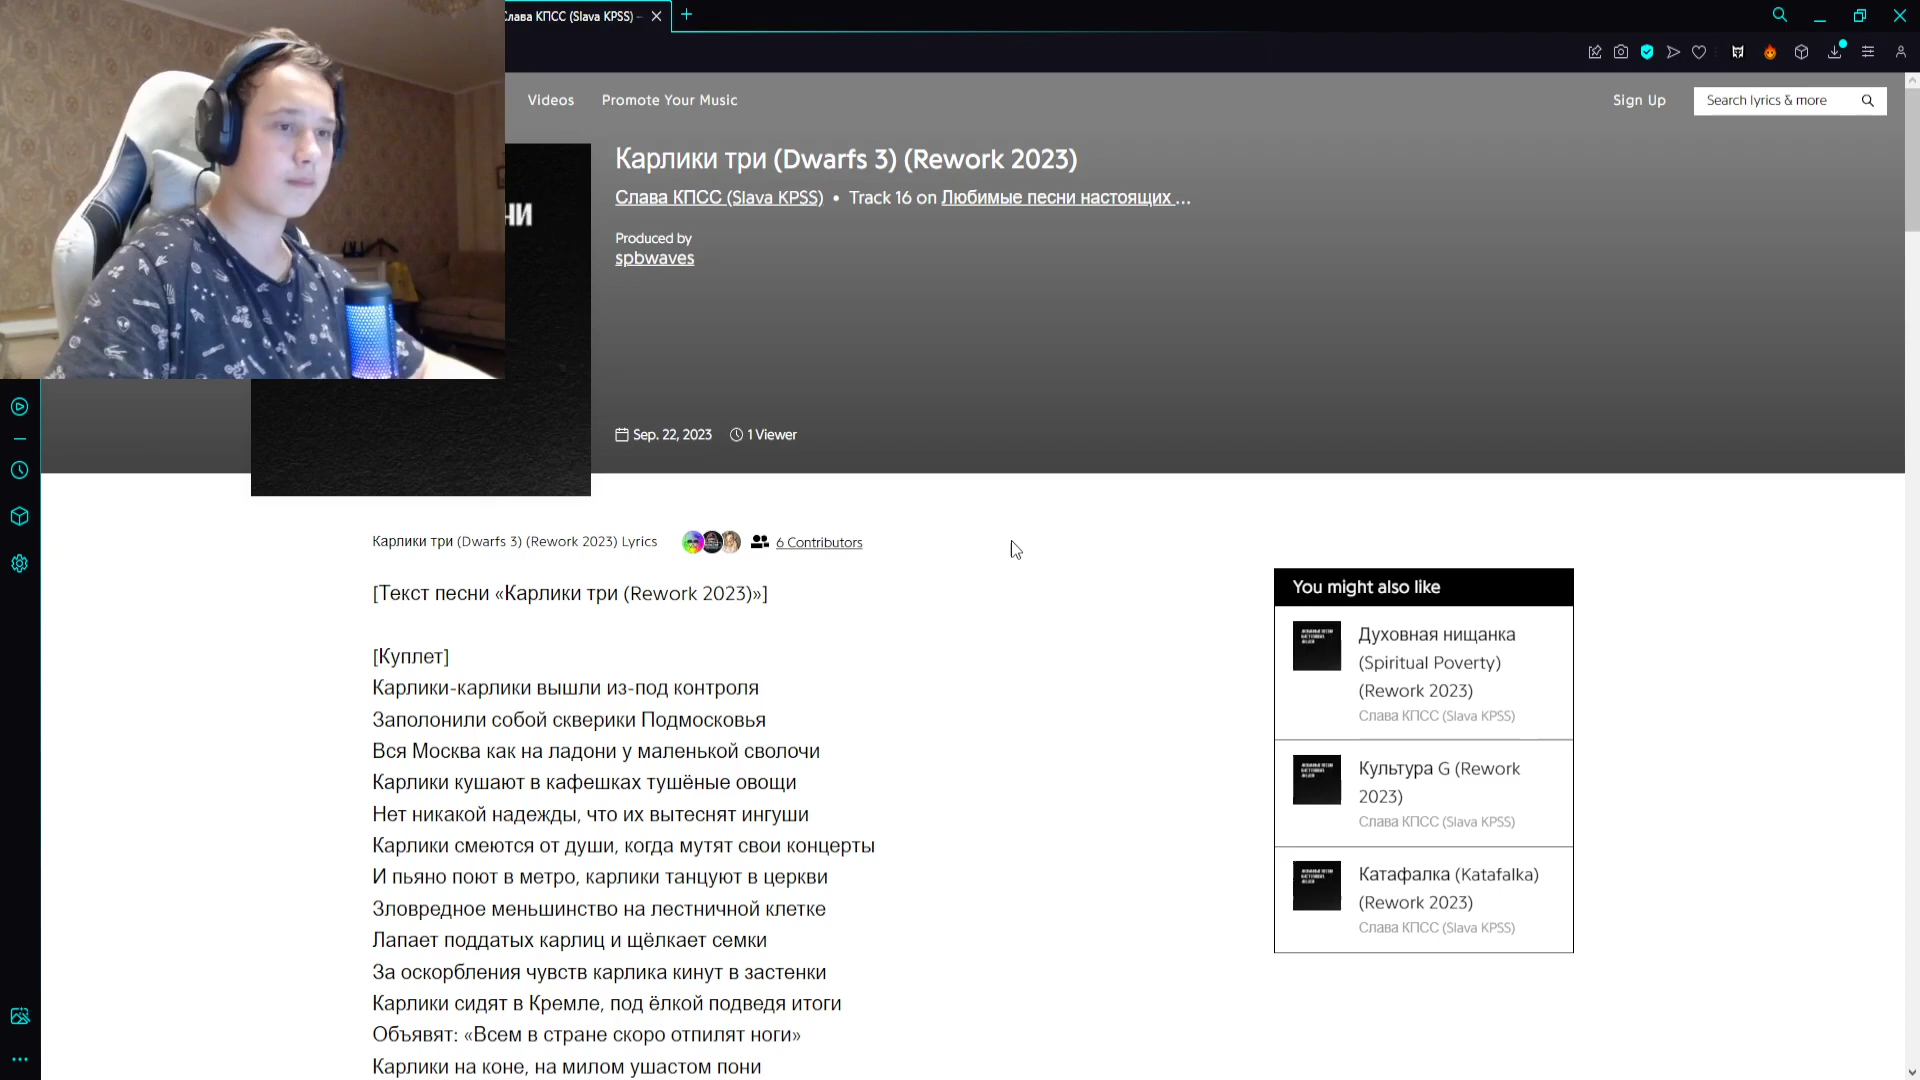 Слава КПСС (Slava KPSS) –
Videos
Promote Your Music
Sign Up
Search lyrics & more
НИ
Карлики три (Dwarfs 3) (Rework 2023)
Слава КПСС (Slava KPSS) • Track 16 on Любимые песни настоящих ...
Produced by
spbwaves
Sep. 22, 2023
1 Viewer
Карлики три (Dwarfs 3) (Rework 2023) Lyrics
6 Contributors
[Текст песни «Карлики три (Rework 2023)»]
[Куплет]
Карлики-карлики вышли из-под контроля
Заполонили собой скверики Подмосковья
Вся Москва как на ладони у маленькой сволочи
Карлики кушают в кафешках тушёные овощи
Нет никакой надежды, что их вытеснят ингуши
Карлики смеются от души, когда мутят свои концерты
И пьяно поют в метро, карлики танцуют в церкви
Зловредное меньшинство на лестничной клетке
Лапает поддатых карлиц и щёлкает семки
За оскорбления чувств карлика кинут в застенки
Карлики сидят в Кремле, под ёлкой подведя итоги
Объявят: «Всем в стране скоро отпилят ноги»
Карлики на коне, на милом ушастом пони
You might also like
Духовная нищанка
(Spiritual Poverty)
(Rework 2023)
Слава КПСС (Slava KPSS)
Культура G (Rework
2023)
Слава КПСС (Slava KPSS)
Катафалка (Katafalka)
(Rework 2023)
Слава КПСС (Slava KPSS)